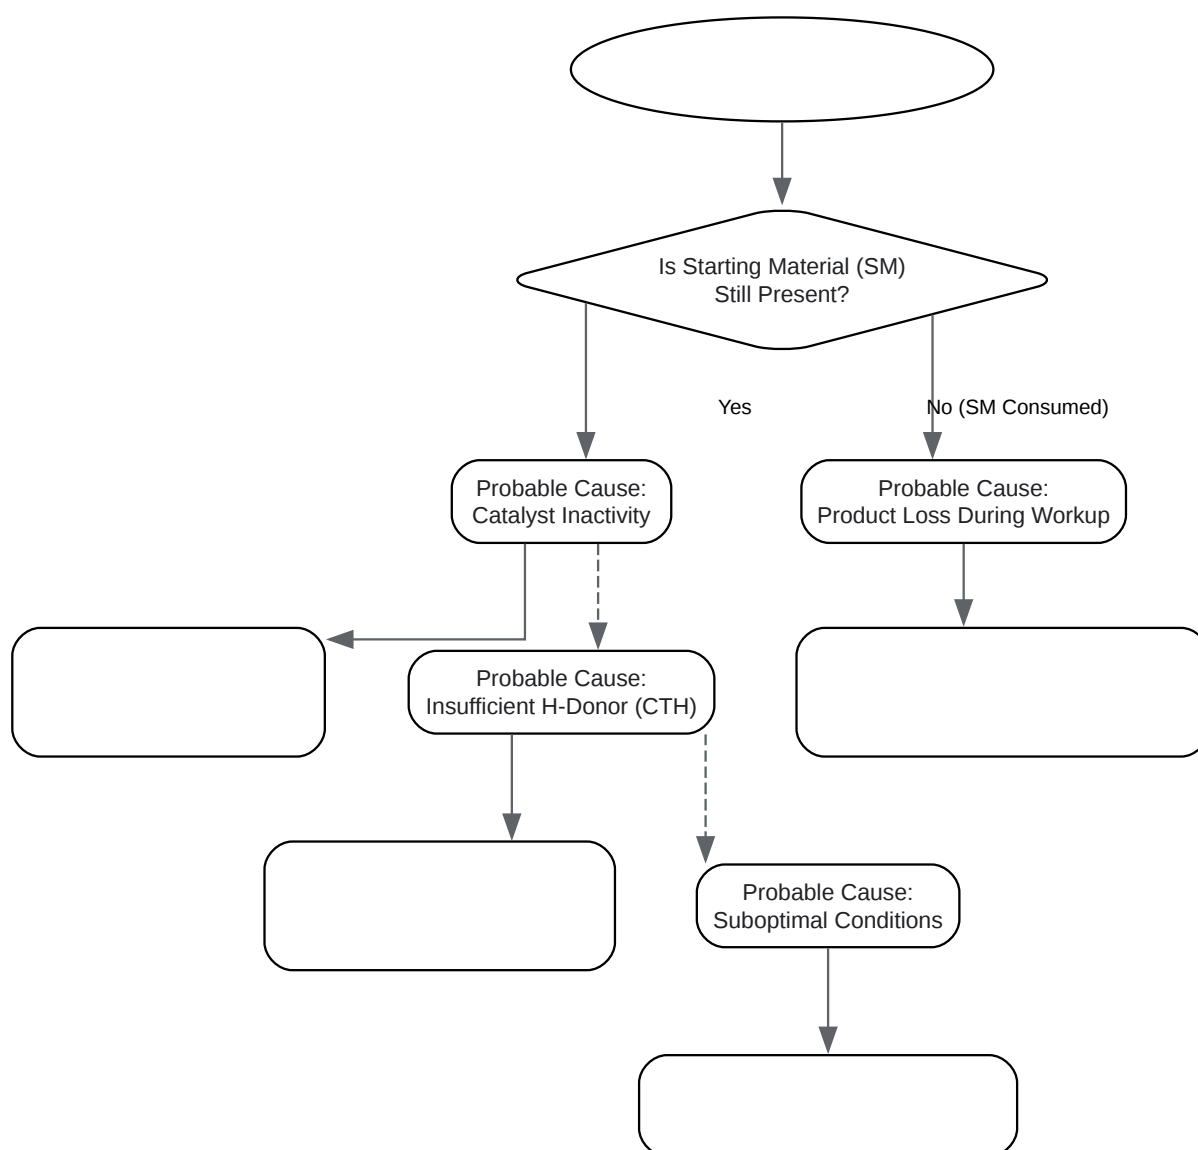 Is Starting Material (SM)
Still Present?
Yes
No (SM Consumed)
Probable Cause:
Catalyst Inactivity
Probable Cause:
Product Loss During Workup
Probable Cause:
Insufficient H-Donor (CTH)
Probable Cause:
Suboptimal Conditions